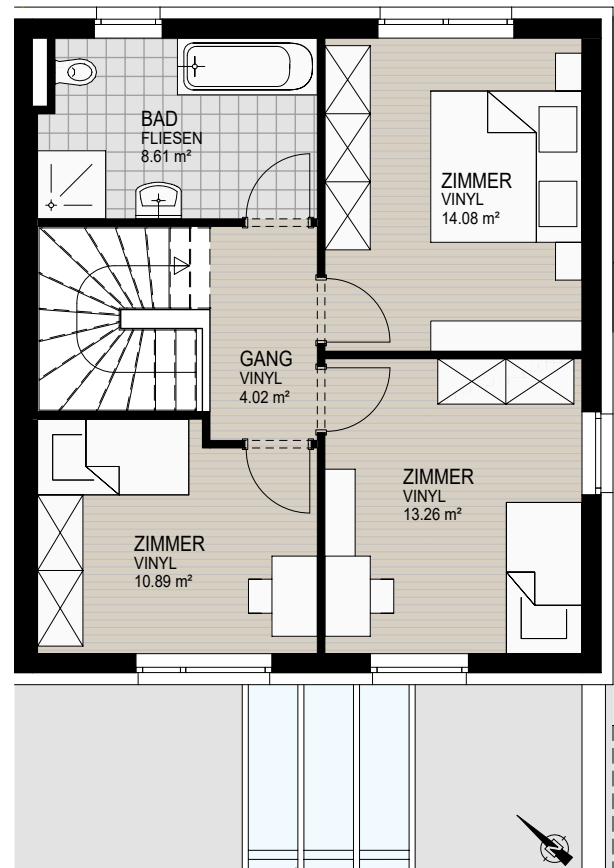 BAD
FLIESEN
8.61 m²
ZIMMER
VINYL
14.08 m²
GANG
VINYL
4.02 m²
ZIMMER
VINYL
13.26 m²
ZIMMER
VINYL
10.89 m²
N